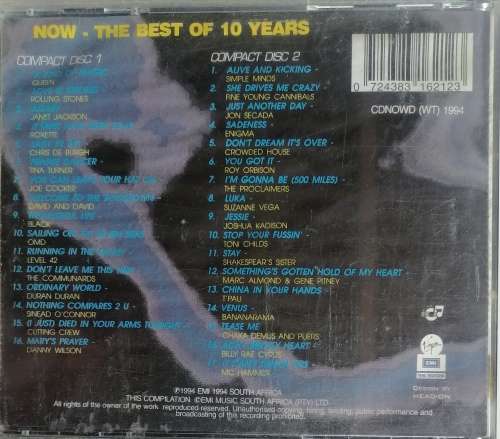 NOW - THE BEST OF 10 YEARS
COMPACT DISC 1
QUEEN
ROLLING STONES
JANET JACKSON
ROXETTE
CHRIS DE BURGH
TINA TURNER
JOE COCKER
DAVID AND DAVID
BLACK
10. SAILING ON
OMD
11. RUNNING IN THE
LEVEL 42
12. DON'T LEAVE ME THIS
THE COMMUNARDS
13. ORDINARY WORLD -
DURAN DURAN
14. NOTHING COMPARES 2 U -
SINEAD O'CONNOR
15. (I JUST) DIED IN YOUR ARMS TONIGHT
CUTTING CREW
16. MARY'S PRAYER -
DANNY WILSON
COMPACT DISC 2
1. ALIVE AND KICKING -
SIMPLE MINDS
2. SHE DRIVES ME CRAZY
FINE YOUNG CANNIBALS
3. JUST ANOTHER DAY -
JON SECADA
4. SADENESS -
ENIGMA
5. DON'T DREAM IT'S OVER -
CROWDED HOUSE
6. YOU GOT IT -
ROY ORBISON
7. I'M GONNA BE (500 MILES) -
THE PROCLAIMERS
8. LUKA -
SUZANNE VEGA
9. JESSIE -
JOSHUA KADISON
10. STOP YOUR FUSSIN' -
TONI CHILDS
11. STAY -
SHAKESPEAR'S SISTER
12. SOMETHING'S GOTTEN HOLD OF MY HEART -
MARC ALMOND & GENE PITNEY
13. CHINA IN YOUR HANDS -
T'PAU
14. VENUS -
BANANARAMA
TEASE ME
CHAKA DEMUS AND PLIERS
HEART -
BILLY RAE CYRUS
MC HAMMER
0 724383 162123
CDNOWD (WT) 1994
Virgin
EMI
HEAD-ON
℗1994 EMI 1994 SOUTH AFRICA
THIS COMPILATION ©EMI MUSIC SOUTH AFRICA (PTY) LTD
All rights of the owner of the recorded work reproduced reserved. Unauthorised copying, hiring, lending, public performance and broadcasting of the recording prohibited.